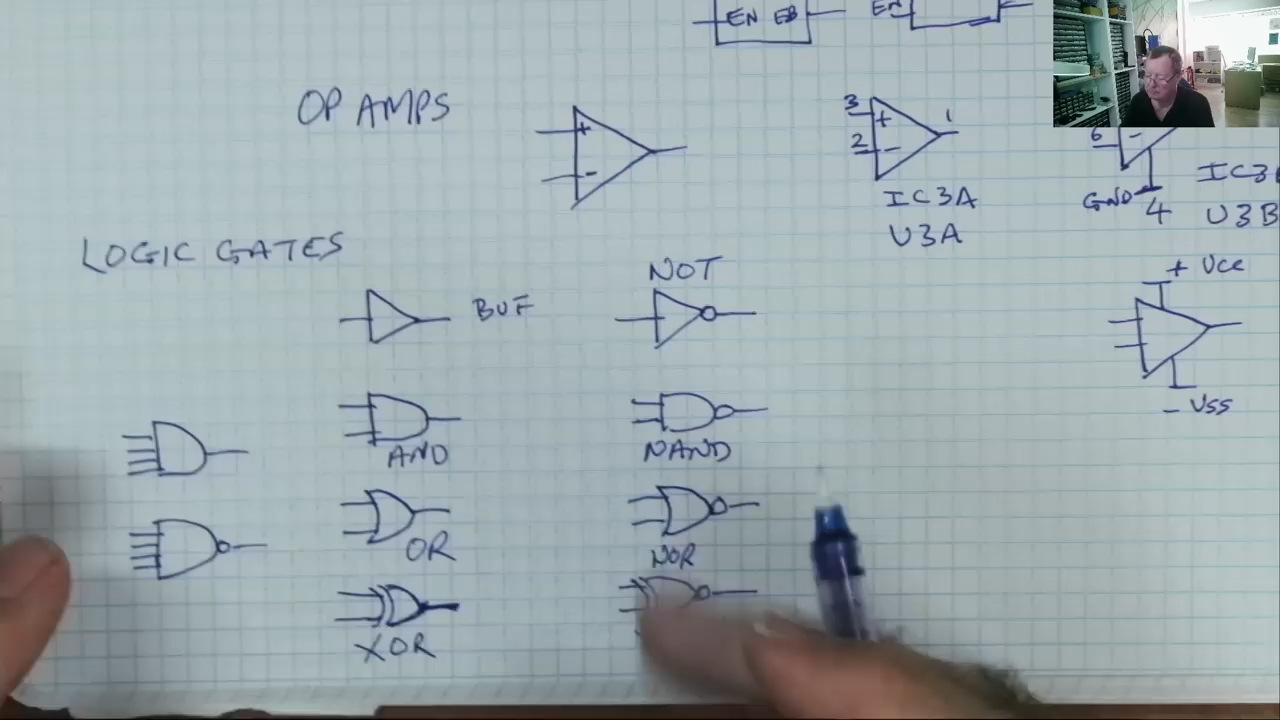 EN EB
EN
OP AMPS
+
-
3
+
1
2
-
IC3A
U3A
6
-
GND
4
U3B
LOGIC GATES
BUF
NOT
+ VCC
- VSS
AND
NAND
OR
NOR
XOR